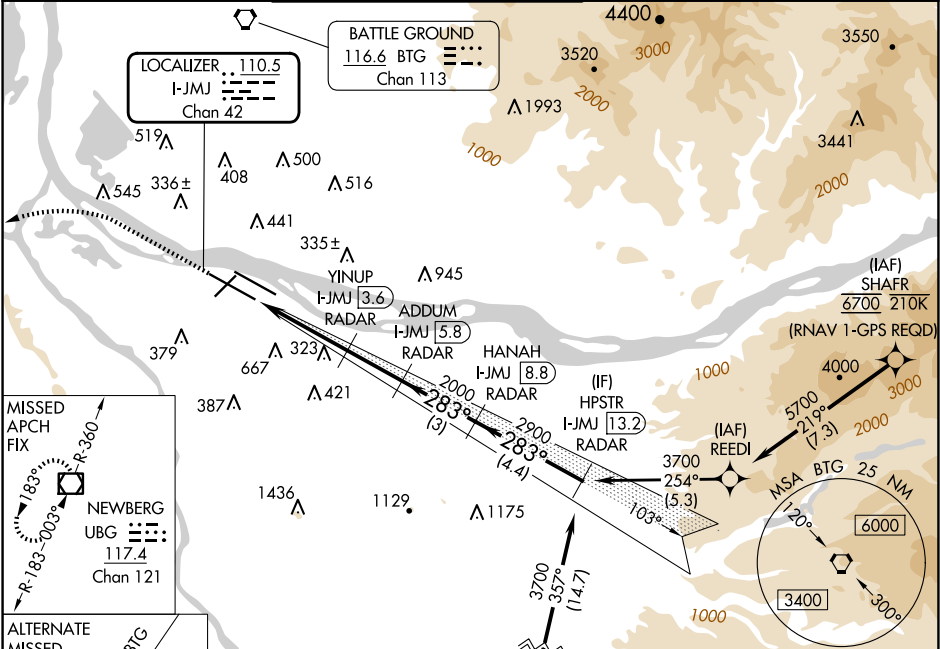 BATTLE GROUND
116.6 BTG
Chan 113
LOCALIZER 110.5
I-JMJ
Chan 42
4400
3000
3520
2000
3550
1993
3441
1000
2000
519
408
500
545
336±
516
441
335±
945
YINUP
I-JMJ 3.6
RADAR
ADDUM
I-JMJ 5.8
RADAR
HANAH
I-JMJ 8.8
RADAR
(IF)
HPSTR
I-JMJ 13.2
RADAR
(IAF)
SHAFR
6700 210K
(RNAV 1-GPS REQD)
379
667
323
421
387
2000
283°
(3)
2900
283°
(4.4)
1000
4000
3000
2000
5700
219°
(7.3)
(IAF)
REEDI
3700
254°
(5.3)
103°
1436
1129
1175
3700
357°
(14.7)
1000
MISSED
APCH
FIX
R-360
183°
R-183-003°
NEWBERG
UBG
117.4
Chan 121
MSA BTG 25 NM
120°
6000
3400
300°
ALTERNATE
MISSED
BTG